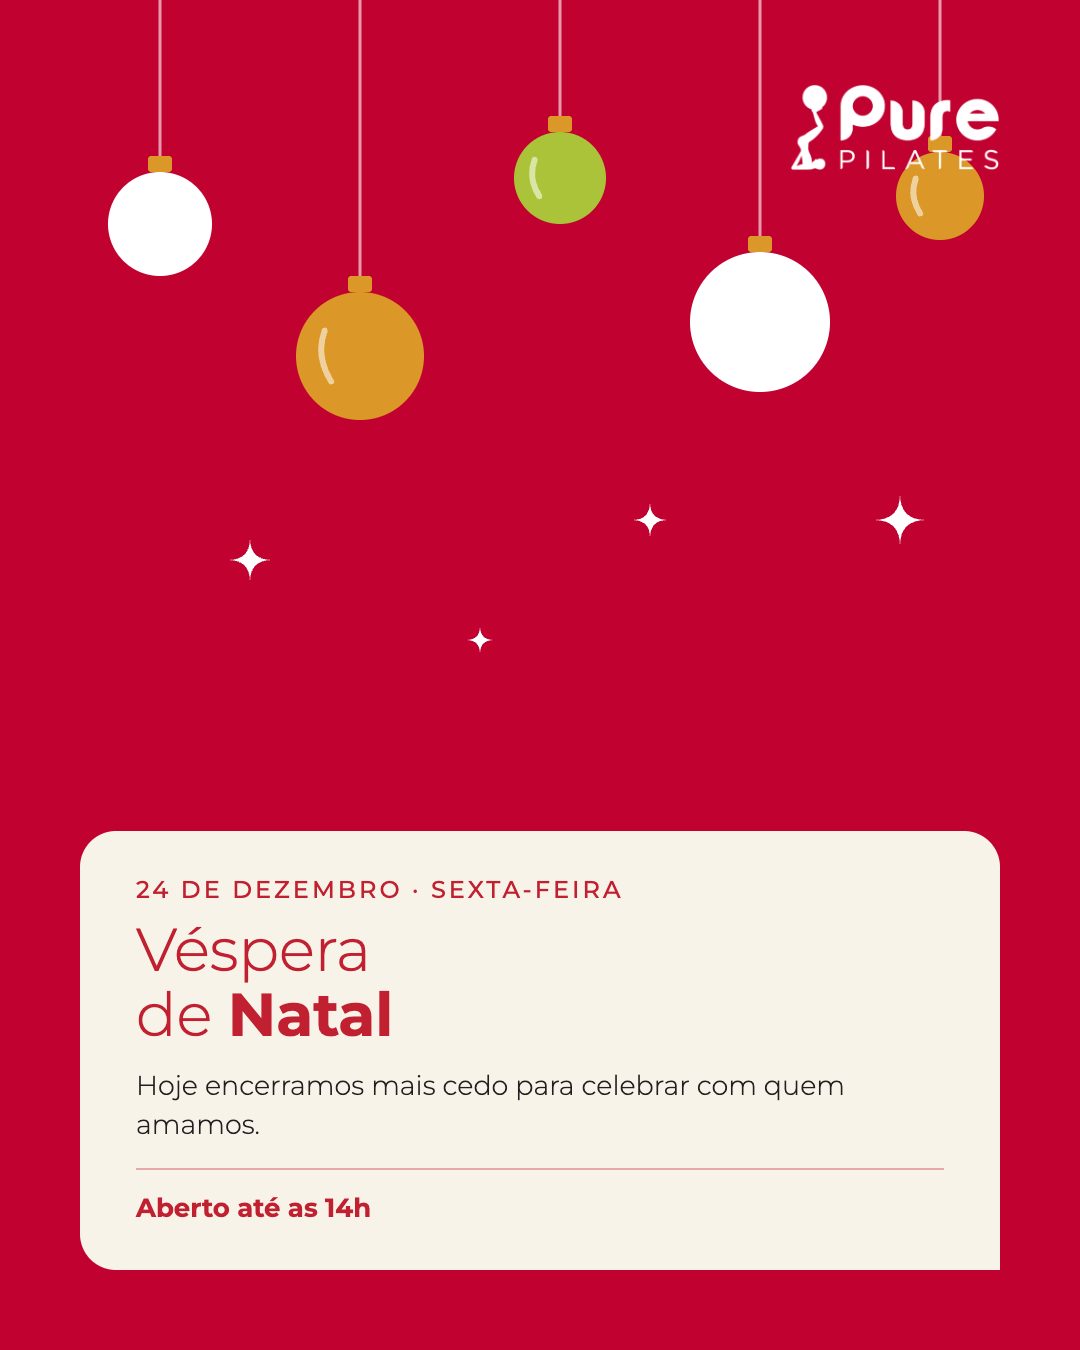 Pure
PILATES
24 DE DEZEMBRO · SEXTA-FEIRA
Véspera
de Natal
Hoje encerramos mais cedo para celebrar com quem
amamos.
Aberto até as 14h